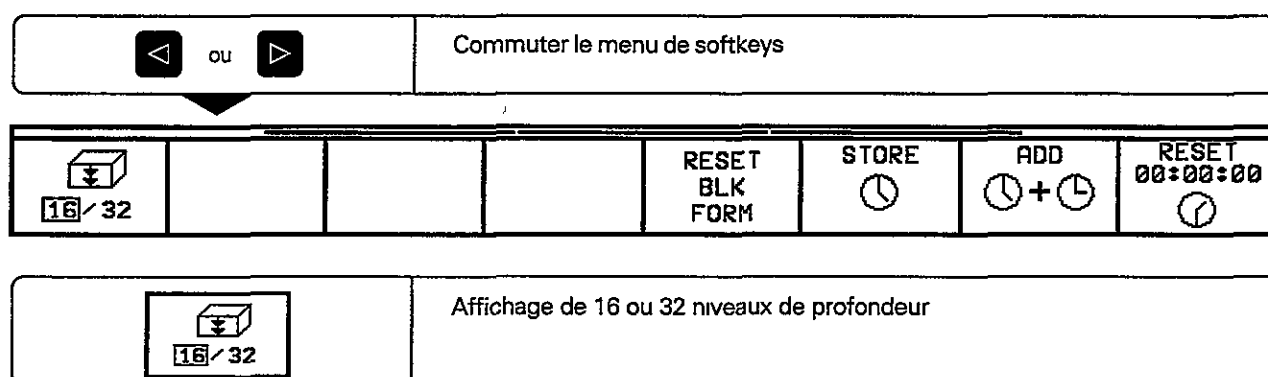 ou
Commuter le menu de softkeys
16/32
RESET
BLK
FORM
STORE
ADD
+
RESET
00:00:00
Affichage de 16 ou 32 niveaux de profondeur
16/32